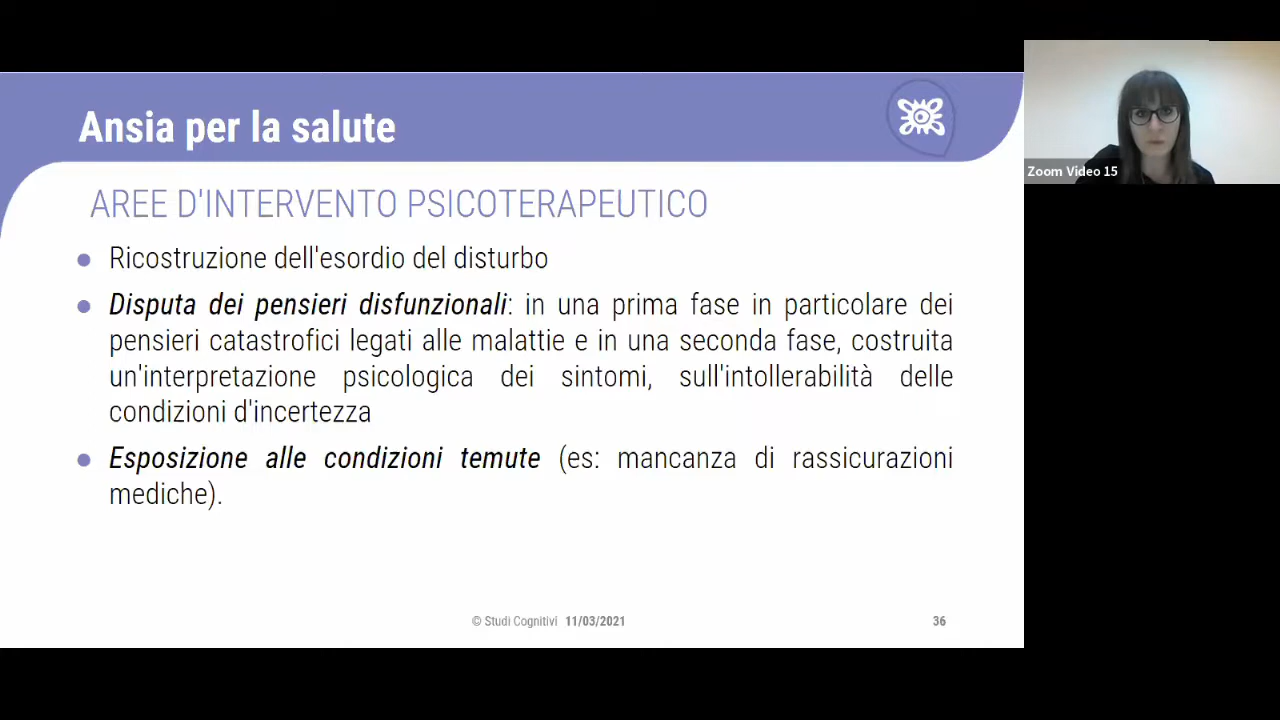 Ansia per la salute
Zoom Video 15
AREE D'INTERVENTO PSICOTERAPEUTICO
Ricostruzione dell'esordio del disturbo
Disputa dei pensieri disfunzionali: in una prima fase in particolare dei
pensieri catastrofici legati alle malattie e in una seconda fase, costruita
un'interpretazione psicologica dei sintomi, sull'intollerabilità delle
condizioni d'incertezza
Esposizione alle condizioni temute (es: mancanza di rassicurazioni
mediche).
© Studi Cognitivi 11/03/2021 36